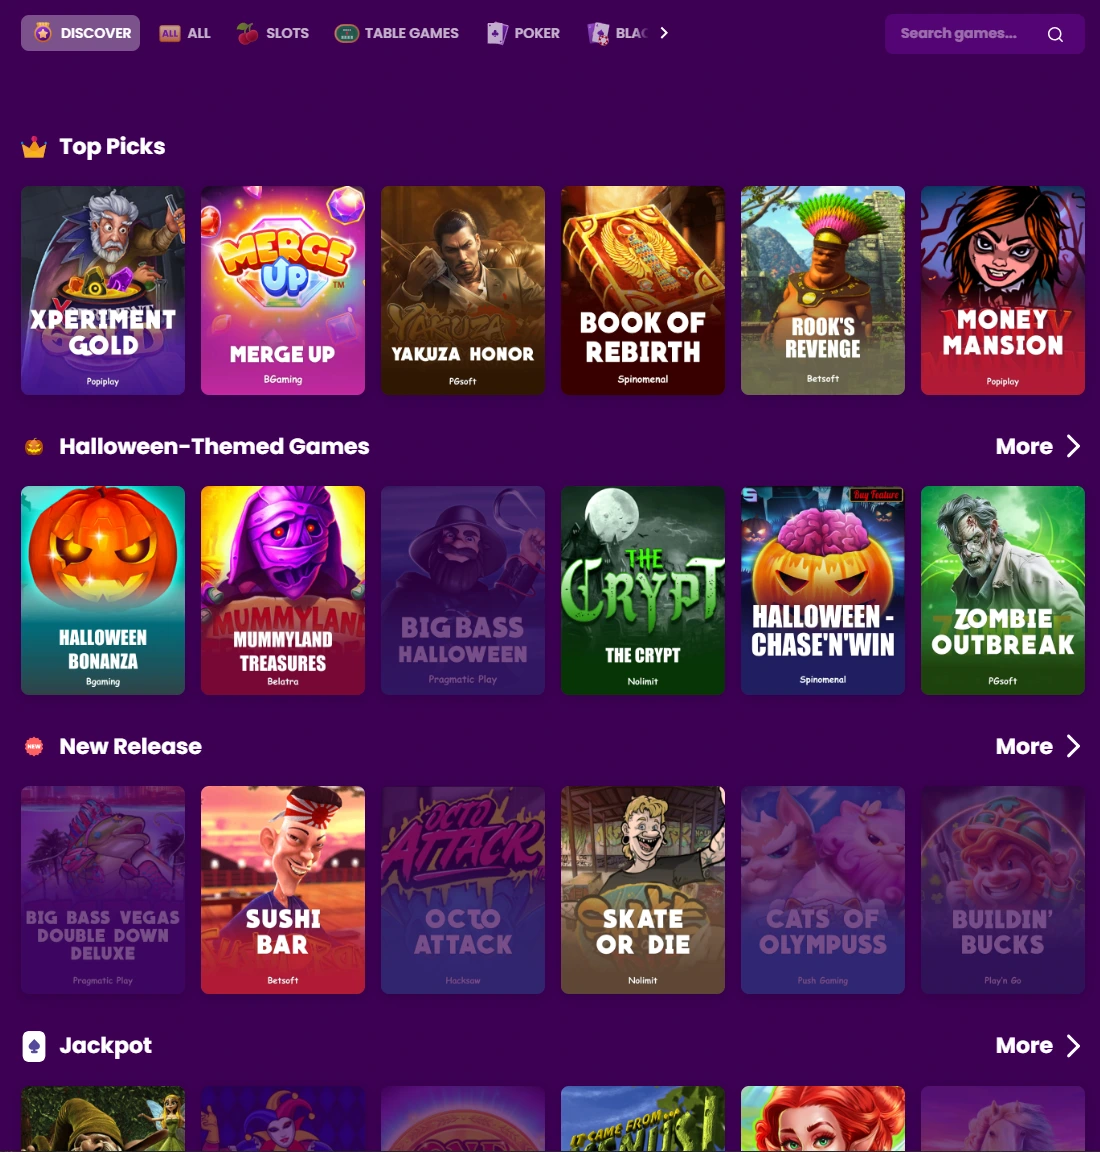 DISCOVER
ALL
ALL
SLOTS
TABLE GAMES
POKER
BLAC
Search games...
Top Picks
XPERIMENT
GOLD
Popiplay
MERGE
UP
TM
MERGE UP
BGaming
YAKUZA
YAKUZA HONOR
PGsoft
BOOK OF
REBIRTH
Spinomenal
ROOK'S
REVENGE
Betsoft
MONEY
MANSION
Popiplay
Halloween-Themed Games
More
HALLOWEEN
BONANZA
Bgaming
MUMMYLAND
MUMMYLAND
TREASURES
Belatra
BIG BASS
HALLOWEEN
Pragmatic Play
THE
CRYPT
THE CRYPT
Nolimit
Buy Feature
HALLOWEEN -
CHASE'N'WIN
Spinomenal
ZOMBIE
OUTBREAK
PGsoft
New Release
NEW
More
BIG BASS VEGAS
DOUBLE DOWN
DELUXE
Pragmatic Play
SUSHI
BAR
Betsoft
OCTO
ATTACK
OCTO
ATTACK
Hacksaw
SKATE
OR DIE
Nolimit
CATS OF
OLYMPUSS
Push Gaming
BUILDIN'
BUCKS
Play'n Go
Jackpot
More
IT CAME FROM...